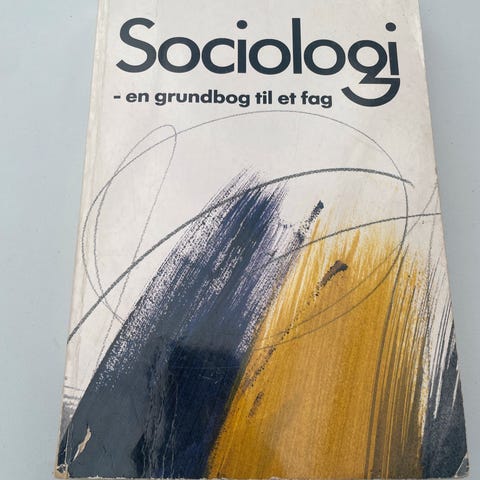 Sociologi
- en grundbog til et fag